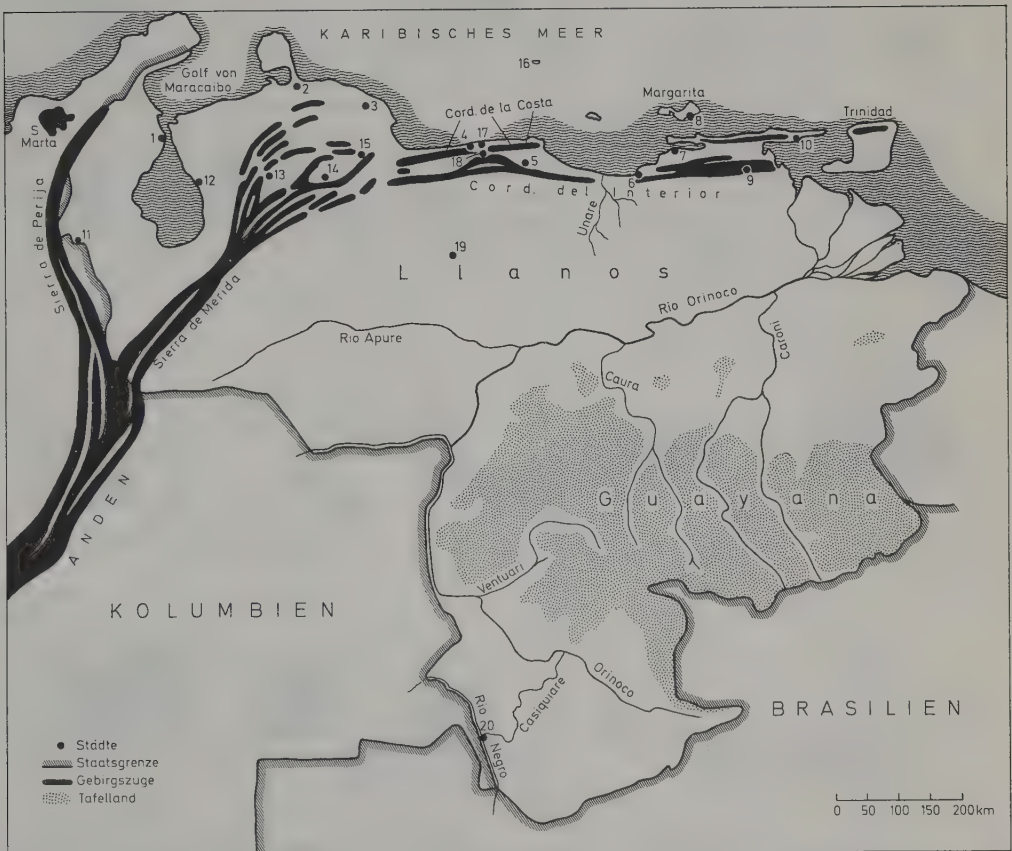 KARIBISCHES MEER
16
Golf von
Maracaibo
2
3
Margarita
8
Trinidad
S
Marta
1
Cord. de la Costa
4
17
18
5
7
10
15
13
14
12
6
9
Cord. del Interior
Unare
11
Sierra de Perija
19
Llanos
Sierra de Merida
Rio Apure
Rio Orinoco
Caroni
Caura
Guayana
ANDEN
Ventuari
KOLUMBIEN
Orinoco
Casiquiare
Rio
20
Negro
BRASILIEN
Städte
Staatsgrenze
Gebirgszuge
Tafelland
0 50 100 150 200km